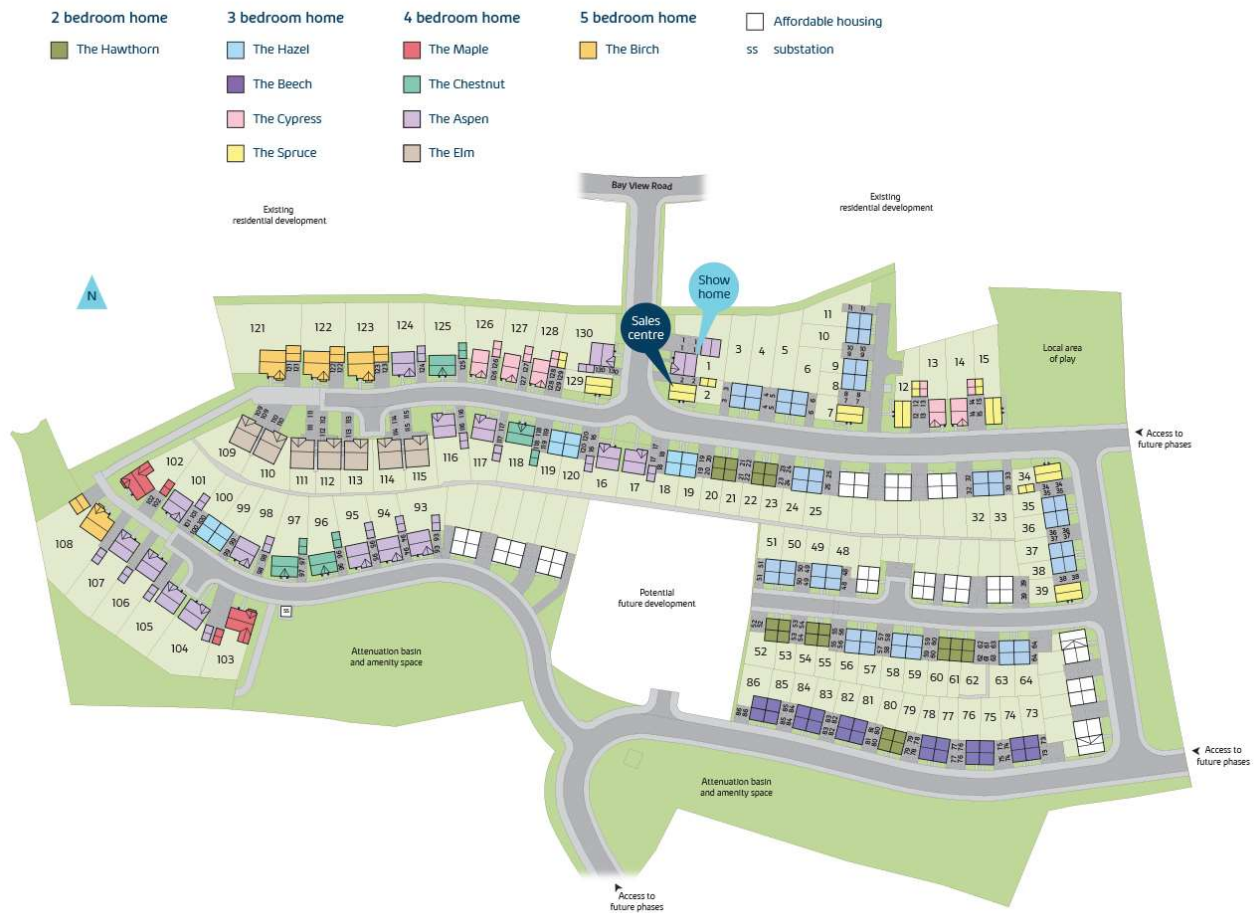 2 bedroom home
The Hawthorn
3 bedroom home
The Hazel
The Beech
The Cypress
The Spruce
4 bedroom home
The Maple
The Chestnut
The Aspen
The Elm
5 bedroom home
The Birch
Affordable housing
ss substation
Bay View Road
Existing
residential development
Existing
residential development
N
Show
home
Sales
centre
Local area
of play
121
122
123
124
125
126
127
128
129
130
1
2
3
4
5
6
7
8
9
10
11
12
13
14
15
Access to
future phases
109
110
111
112
113
114
115
116
117
118
119
120
16
17
18
19
20
21
22
23
24
25
32
33
34
35
36
37
38
39
102
101
100
99
98
97
96
95
94
93
108
107
106
105
104
103
SS
51
50
49
48
Potential
future development
Attenuation basin
and amenity space
52
53
54
55
56
57
58
59
60
61
62
63
64
86
85
84
83
82
81
80
79
78
77
76
75
74
73
Access to
future phases
Attenuation basin
and amenity space
Access to
future phases